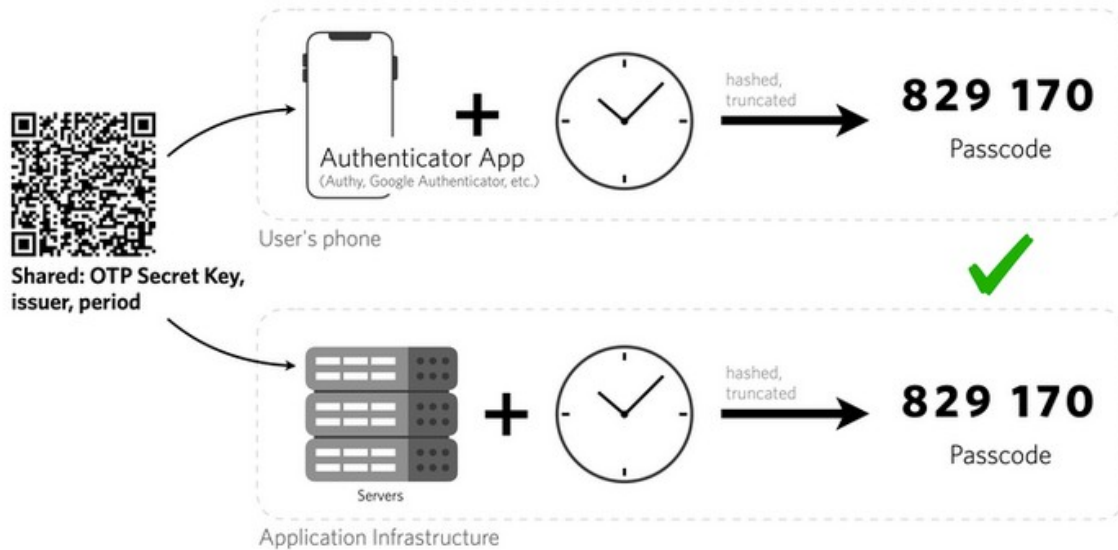 Shared: OTP Secret Key,
issuer, period
Authenticator App
(Authy, Google Authenticator, etc.)
hashed,
truncated
829 170
Passcode
User's phone
Servers
hashed,
truncated
829 170
Passcode
Application Infrastructure